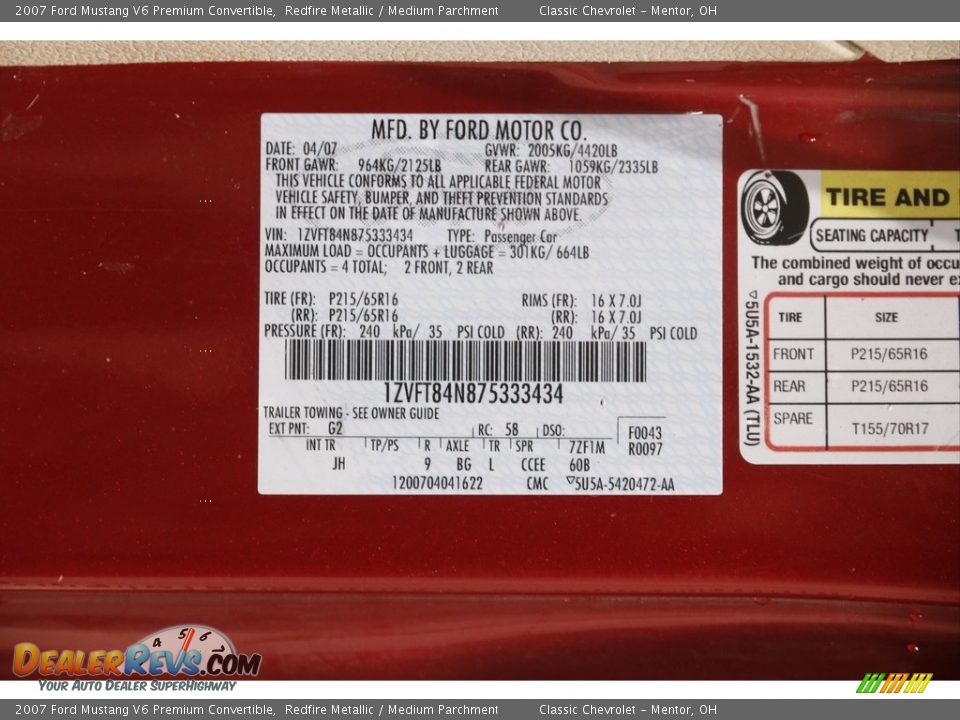 2007 Ford Mustang V6 Premium Convertible, Redfire Metallic / Medium Parchment Classic Chevrolet – Mentor, OH
MFD. BY FORD MOTOR CO.
DATE: 04/07 GVWR: 2005KG/4420LB
FRONT GAWR: 964KG/2125LB REAR GAWR: 1059KG/2335LB
THIS VEHICLE CONFORMS TO ALL APPLICABLE FEDERAL MOTOR
VEHICLE SAFETY, BUMPER, AND THEFT PREVENTION STANDARDS
IN EFFECT ON THE DATE OF MANUFACTURE SHOWN ABOVE.
VIN: 1ZVFT84N875333434 TYPE: Passenger Car
MAXIMUM LOAD = OCCUPANTS + LUGGAGE = 301KG/ 664LB
OCCUPANTS = 4 TOTAL; 2 FRONT, 2 REAR
TIRE (FR): P215/65R16 RIMS (FR): 16 X 7.0J
(RR): P215/65R16 (RR): 16 X 7.0J
PRESSURE (FR): 240 kPa/ 35 PSI COLD (RR): 240 kPa/ 35 PSI COLD
1ZVFT84N875333434
TRAILER TOWING - SEE OWNER GUIDE
EXT PNT: G2 RC: 58 DSO: F0043
INT TR TP/PS R AXLE TR SPR 7ZF1M R0097
JH 9 BG L CCEE 60B
1200704041622 CMC ▽5U5A-5420472-AA
TIRE AND
SEATING CAPACITY
The combined weight of occu
and cargo should never ex
TIRE SIZE
FRONT P215/65R16
REAR P215/65R16
SPARE T155/70R17
▽5U5A-1532-AA (TLU)
4 5 6
DEALERREVS.COM
YOUR AUTO DEALER SUPERHIGHWAY
2007 Ford Mustang V6 Premium Convertible, Redfire Metallic / Medium Parchment Classic Chevrolet – Mentor, OH